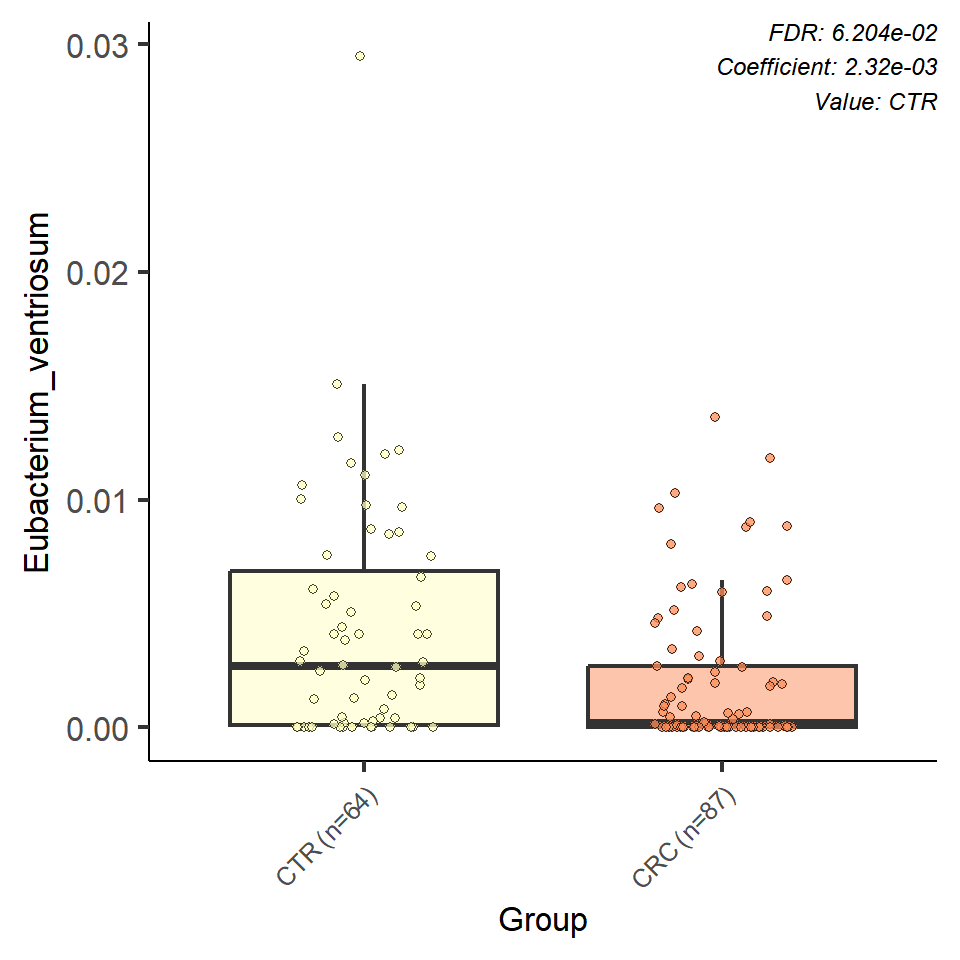 FDR: 6.204e-02
Coefficient: 2.32e-03
Value: CTR
Eubacterium_ventriosum
0.03
0.02
0.01
0.00
CTR (n=64)
CRC (n=87)
Group